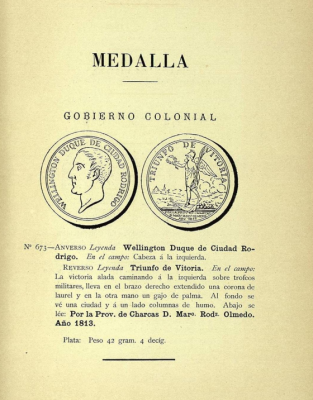 MEDALLA
GOBIERNO COLONIAL
WELLINGTON DUQUE DE CIUDAD RODRIGO
TRIUNFO DE VITORIA
Nº 673—ANVERSO Leyenda Wellington Duque de Ciudad Ro-
drigo. En el campo: Cabeza á la izquierda.
REVERSO Leyenda Triunfo de Vitoria. En el campo:
La victoria alada caminando á la izquierda sobre trofeos
militares, lleva en el brazo derecho extendido una corona de
laurel y en la otra mano un gajo de palma. Al fondo se
vé una ciudad y á un lado columnas de humo. Abajo se
lée: Por la Prov. de Charcas D. Marº. Rodz. Olmedo.
Año 1813.
Plata: Peso 42 gram. 4 decig.